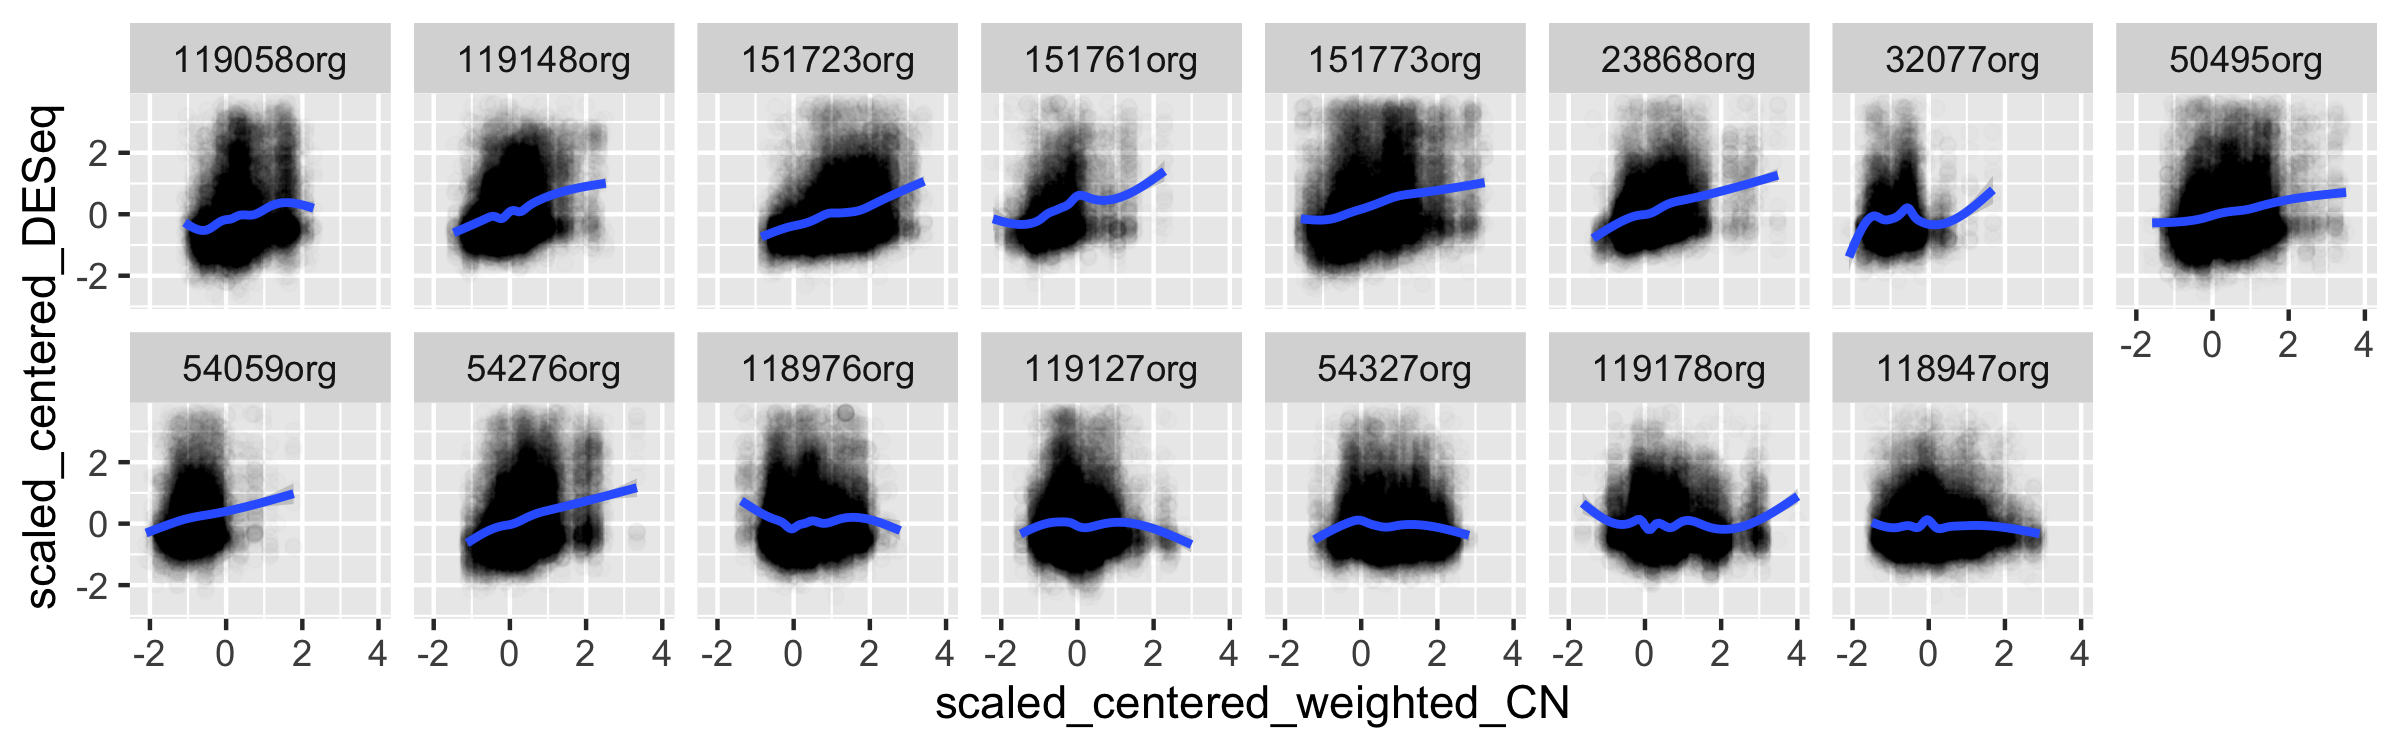 119058org 119148org 151723org 151761org 151773org 23868org 32077org 50495org
scaled_centered_DESeq
2
0
-2
-2 0 2 4
54059org 54276org 118976org 119127org 54327org 119178org 118947org
2
0
-2
-2 0 2 4 -2 0 2 4 -2 0 2 4 -2 0 2 4 -2 0 2 4 -2 0 2 4 -2 0 2 4
scaled_centered_weighted_CN